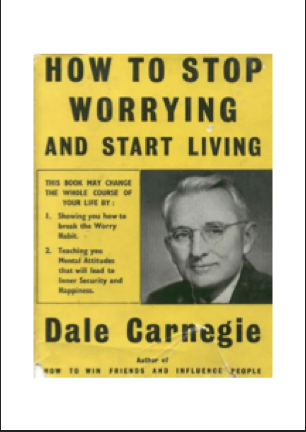 HOW TO STOP
WORRYING
AND START LIVING
THIS BOOK MAY CHANGE
THE WHOLE COURSE OF
YOUR LIFE BY :
1. Showing you how to
break the Worry
Habit.
2. Teaching you
Mental Attitudes
that will lead to
Inner Security and
Happiness.
Dale Carnegie
Author of
HOW TO WIN FRIENDS AND INFLUENCE PEOPLE